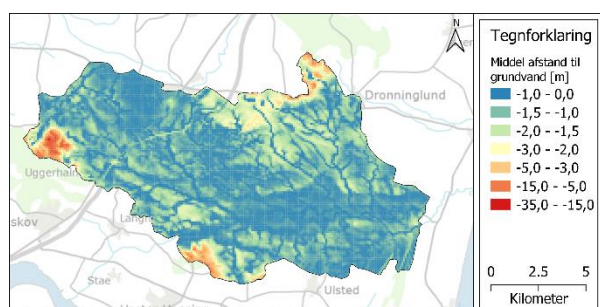 N
Dronninglund
Uggerhalm
Langh
skov
Stae
Ulsted
Tegnforklaring
Middel afstand til
grundvand [m]
-1,0 - 0,0
-1,5 - -1,0
-2,0 - -1,5
-3,0 - -2,0
-5,0 - -3,0
-15,0 - -5,0
-35,0 - -15,0
0 2.5 5
Kilometer